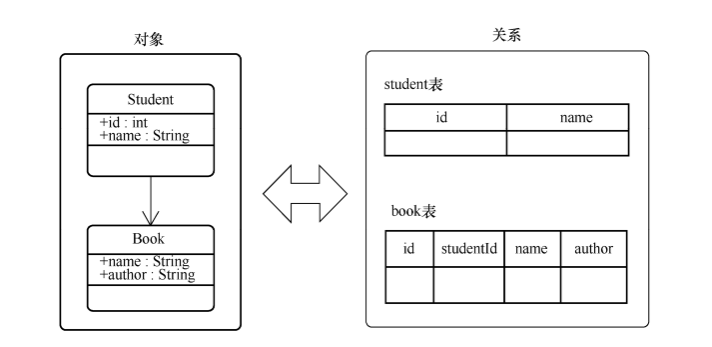 对象
Student
+id : int
+name : String
Book
+name : String
+author : String
关系
student表
id name
book表
id studentId name author